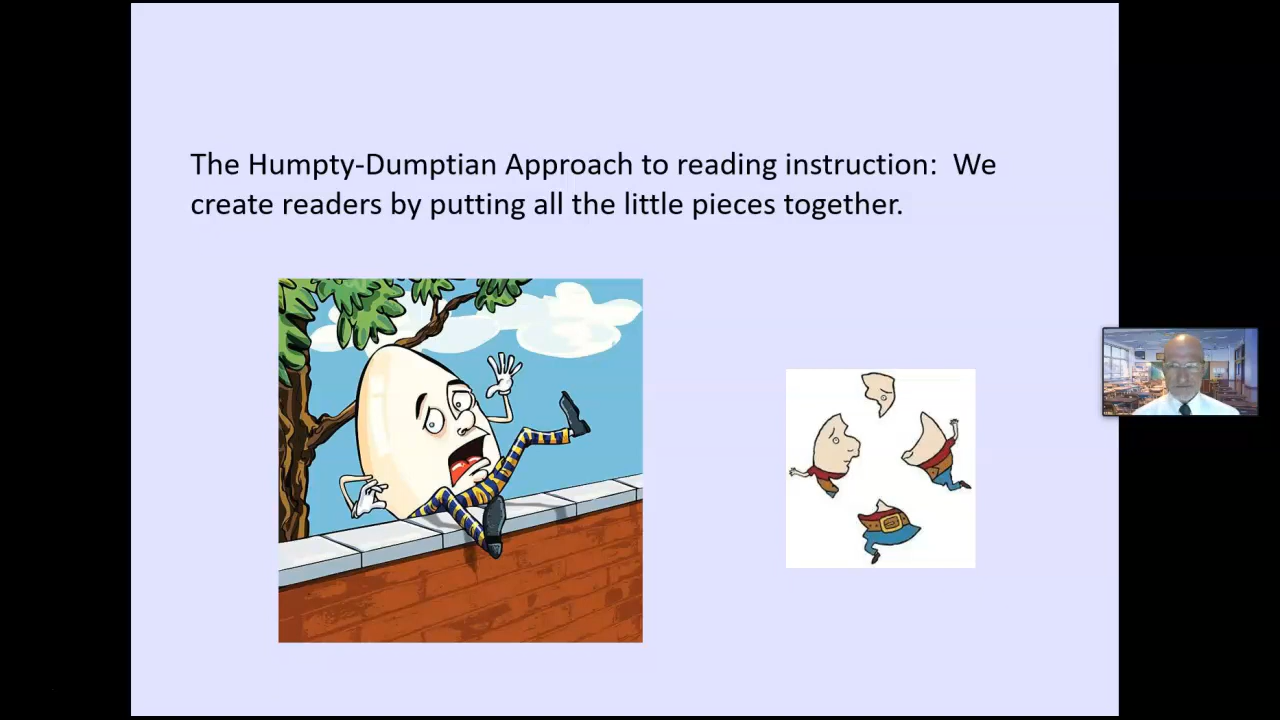 The Humpty-Dumptian Approach to reading instruction:  We
create readers by putting all the little pieces together.